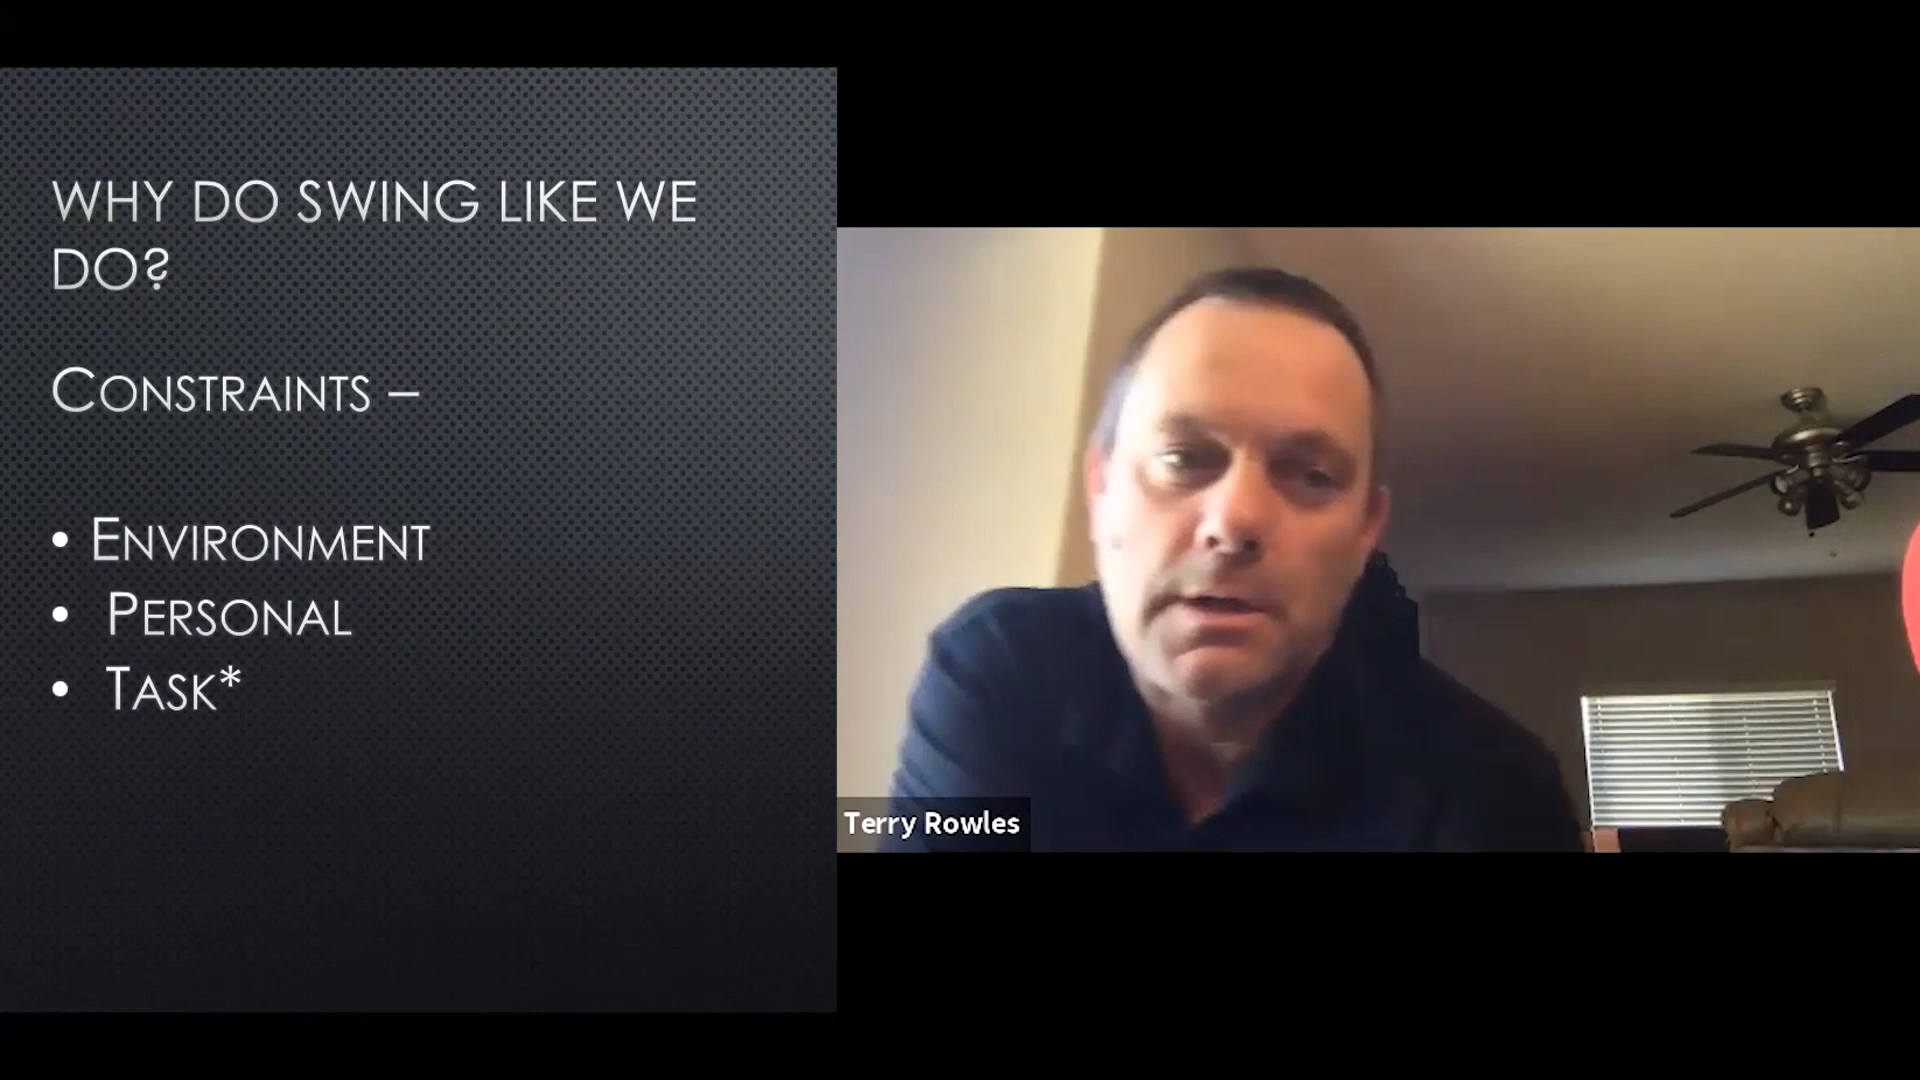 WHY DO SWING LIKE WE
DO?
CONSTRAINTS –
• ENVIRONMENT
• PERSONAL
• TASK*
Terry Rowles